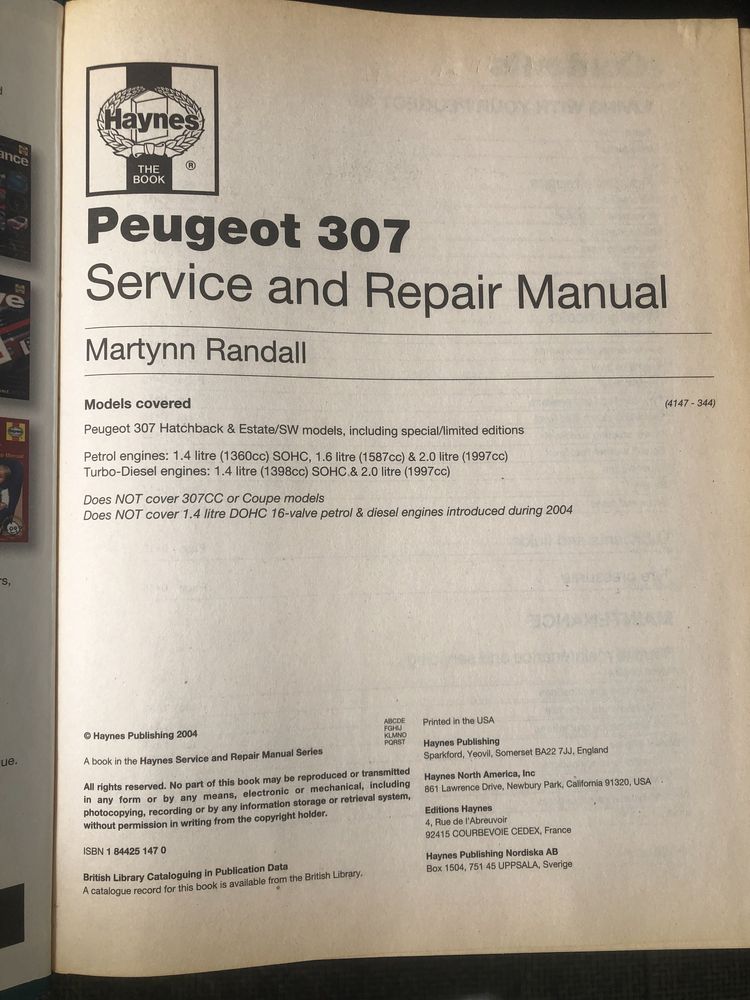 Haynes
THE
BOOK
®
Peugeot 307
Service and Repair Manual
Martynn Randall
Models covered
(4147 - 344)
Peugeot 307 Hatchback & Estate/SW models, including special/limited editions
Petrol engines: 1.4 litre (1360cc) SOHC, 1.6 litre (1587cc) & 2.0 litre (1997cc)
Turbo-Diesel engines: 1.4 litre (1398cc) SOHC & 2.0 litre (1997cc)
Does NOT cover 307CC or Coupe models
Does NOT cover 1.4 litre DOHC 16-valve petrol & diesel engines introduced during 2004
© Haynes Publishing 2004
A book in the Haynes Service and Repair Manual Series
All rights reserved. No part of this book may be reproduced or transmitted
in any form or by any means, electronic or mechanical, including
photocopying, recording or by any information storage or retrieval system,
without permission in writing from the copyright holder.
ISBN 1 84425 147 0
British Library Cataloguing in Publication Data
A catalogue record for this book is available from the British Library.
ABCDE
FGHIJ
KLMNO
PQRST
Printed in the USA
Haynes Publishing
Sparkford, Yeovil, Somerset BA22 7JJ, England
Haynes North America, Inc
861 Lawrence Drive, Newbury Park, California 91320, USA
Editions Haynes
4, Rue de l'Abreuvoir
92415 COURBEVOIE CEDEX, France
Haynes Publishing Nordiska AB
Box 1504, 751 45 UPPSALA, Sverige